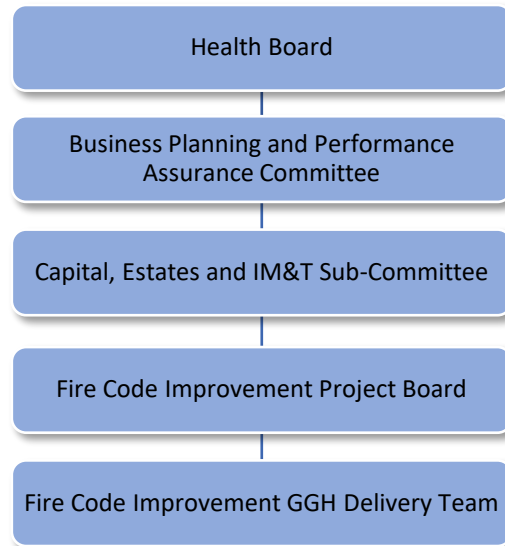 Health Board
Business Planning and Performance
Assurance Committee
Capital, Estates and IM&T Sub-Committee
Fire Code Improvement Project Board
Fire Code Improvement GGH Delivery Team